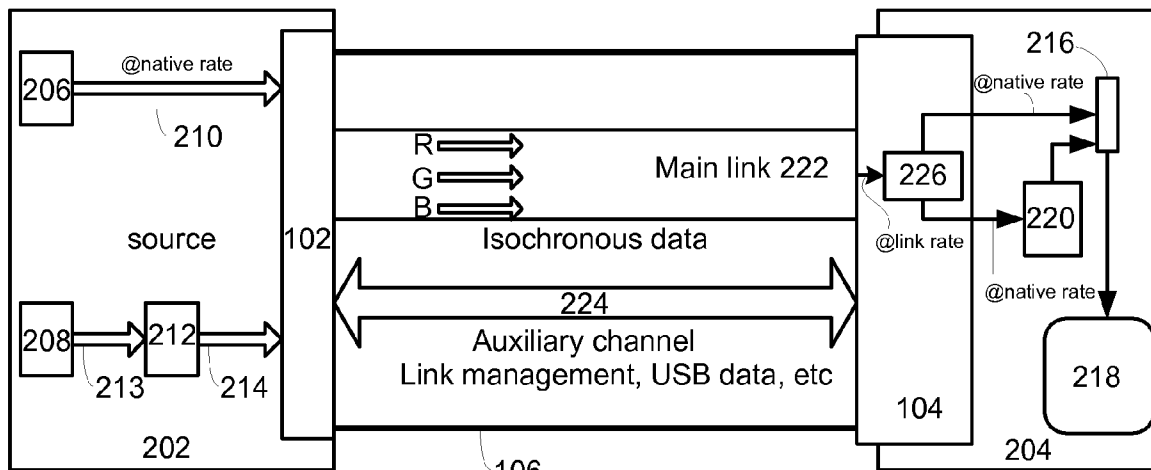 206
@native rate
210
source
102
208
213
212
214
202
R
G
B
Main link 222
Isochronous data
224
Auxiliary channel
Link management, USB data, etc
106
@link rate
226
104
@native rate
216
220
@native rate
218
204